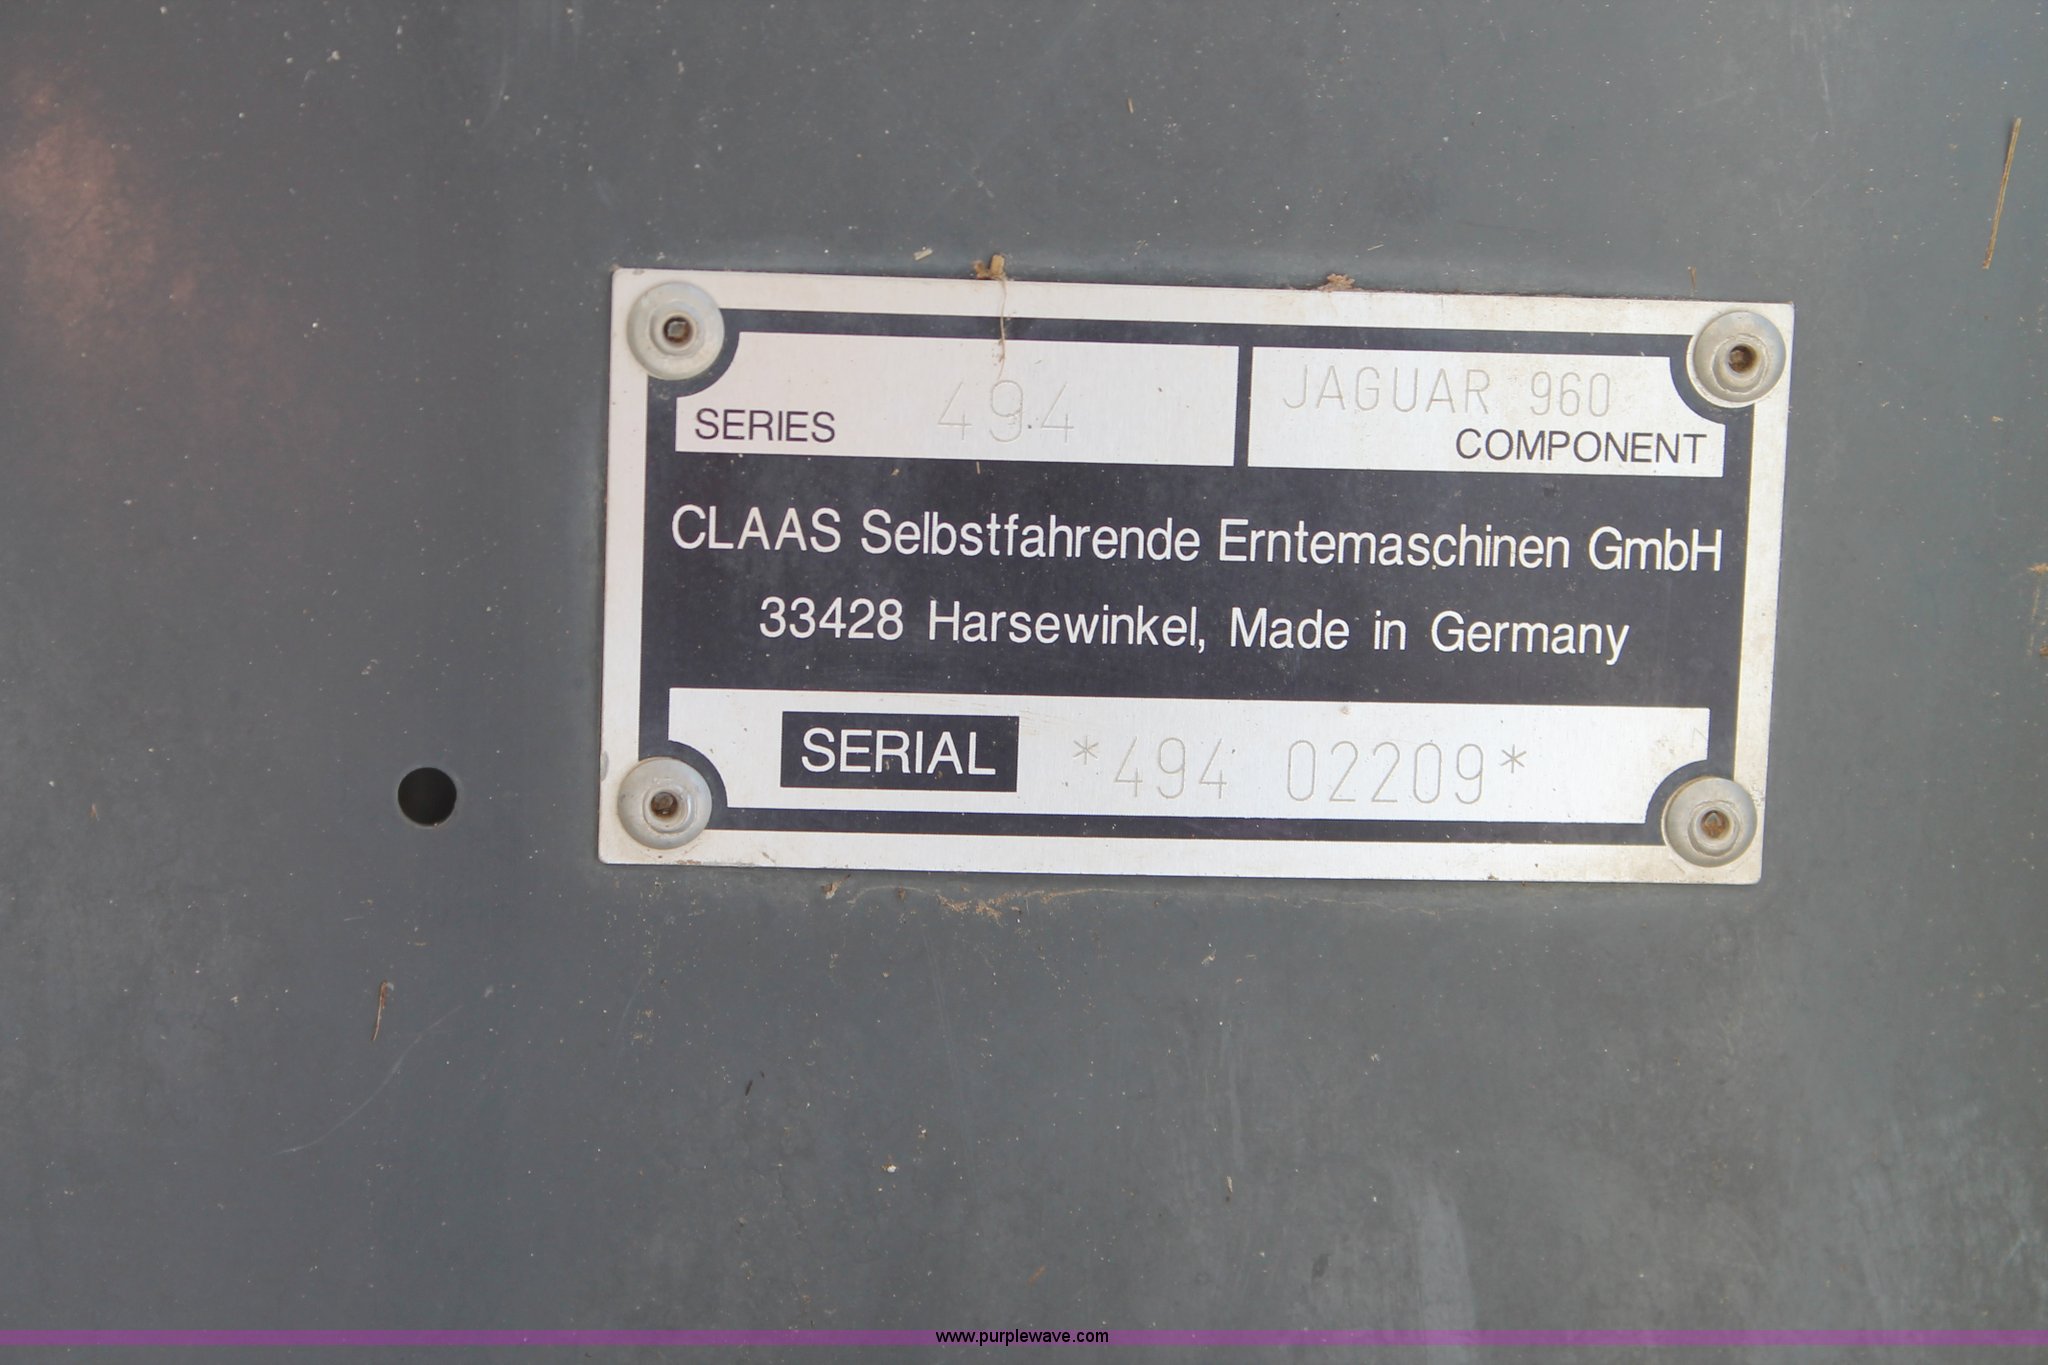 SERIES 494
JAGUAR 960
COMPONENT
CLAAS Selbstfahrende Erntemaschinen GmbH
33428 Harsewinkel, Made in Germany
SERIAL *494 02209*
www.purplewave.com